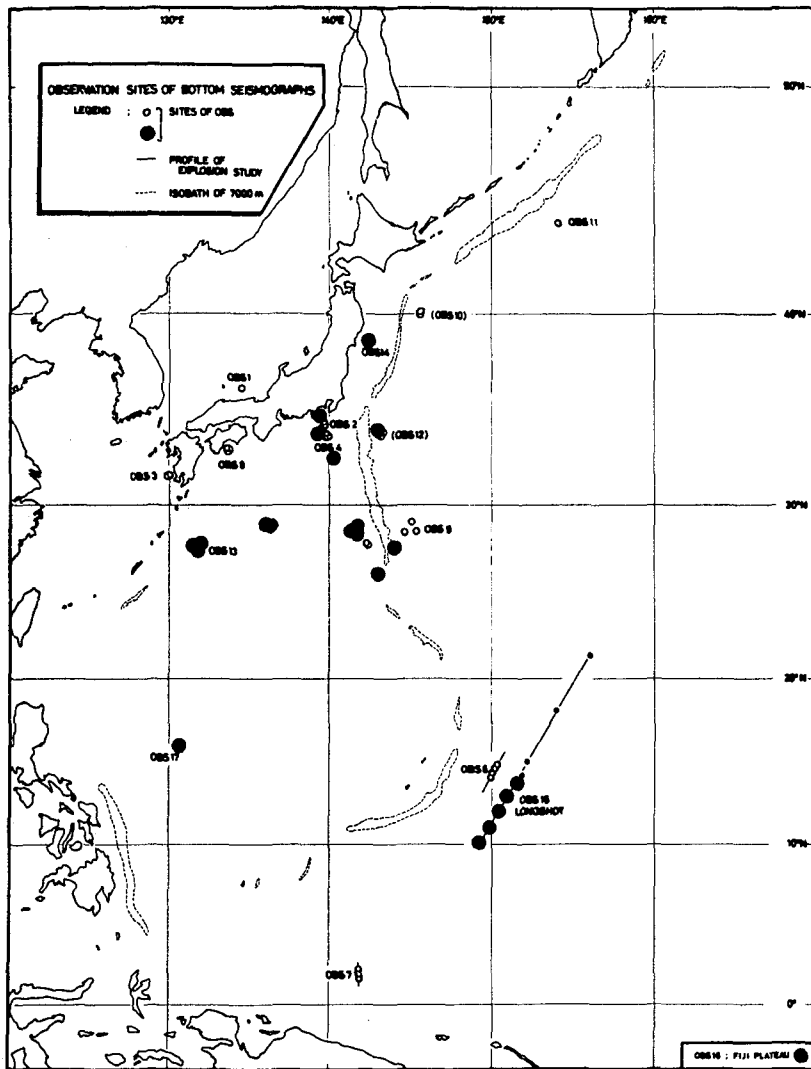 130°E 140°E 150°E 160°E
OBSERVATION SITES OF BOTTOM SEISMOGRAPHS
LEGEND : SITES OF OBS
PROFILE OF
EXPLOSION STUDY
ISOBATH OF 7000 m
50°N
OBS 11
(OBS 10)
40°N
OBS 14
OBS 1
OBS 2
(OBS 12)
OBS 4
OBS 8
OBS 3
30°N
OBS 9
OBS 13
20°N
OBS 17
OBS 6
OBS 15
LONGSHOT
10°N
OBS 7
0°
OBS 16 ; FIJI PLATEAU